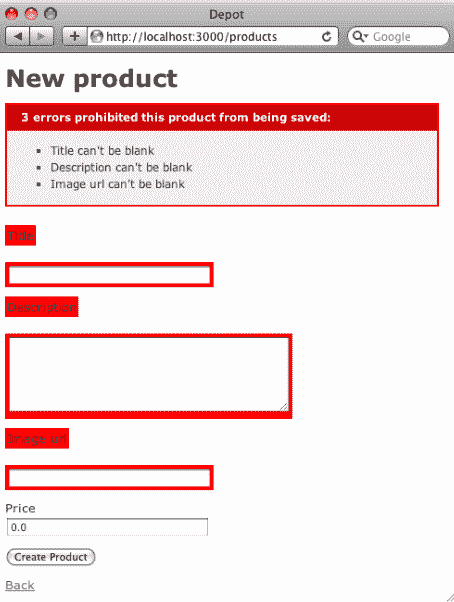 Depot
http://localhost:3000/products
Google
New product
3 errors prohibited this product from being saved:
Title can't be blank
Description can't be blank
Image url can't be blank
Title
Description
Image url
Price
0.0
Create Product
Back